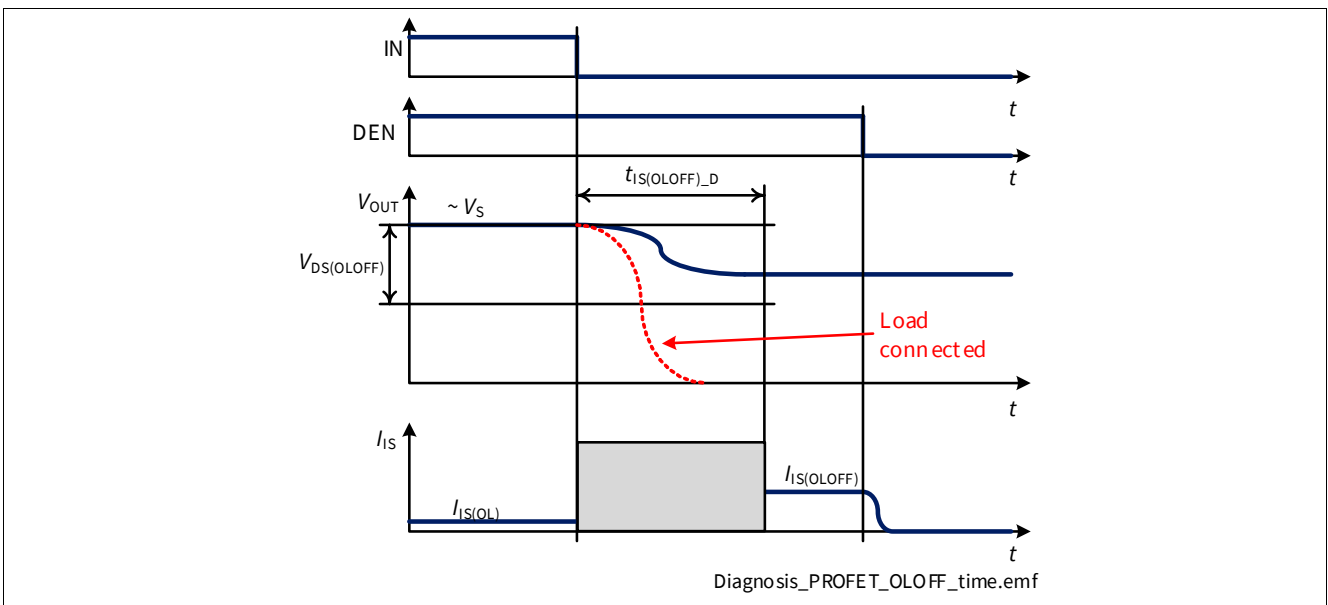 IN
t
DEN
t
tIS(OLOFF)_D
VOUT
~ VS
VDS(OLOFF)
Load
connected
t
IIS
IIS(OLOFF)
IIS(OL)
t
Diagnosis_PROFET_OLOFF_time.emf